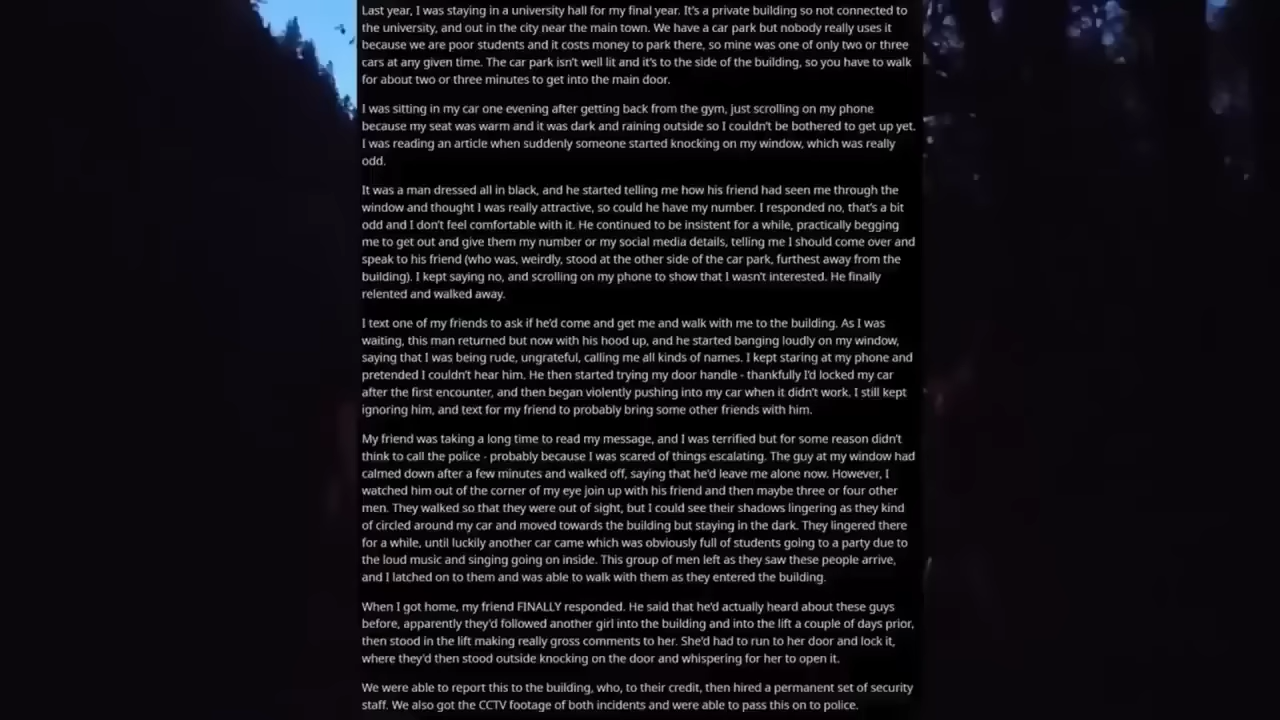 Last year, I was staying in a university hall for my final year. It's a private building so not connected to
the university, and out in the city near the main town. We have a car park but nobody really uses it
because we are poor students and it costs money to park there, so mine was one of only two or three
cars at any given time. The car park isn't well lit and it's to the side of the building, so you have to walk
for about two or three minutes to get into the main door.
I was sitting in my car one evening after getting back from the gym, just scrolling on my phone
because my seat was warm and it was dark and raining outside so I couldn't be bothered to get up yet.
I was reading an article when suddenly someone started knocking on my window, which was really
odd.
It was a man dressed all in black, and he started telling me how his friend had seen me through the
window and thought I was really attractive, so could he have my number. I responded no, that's a bit
odd and I don't feel comfortable with it. He continued to be insistent for a while, practically begging
me to get out and give them my number or my social media details, telling me I should come over and
speak to his friend (who was, weirdly, stood at the other side of the car park, furthest away from the
building). I kept saying no, and scrolling on my phone to show that I wasn't interested. He finally
relented and walked away.
I text one of my friends to ask if he'd come and get me and walk with me to the building. As I was
waiting, this man returned but now with his hood up, and he started banging loudly on my window,
saying that I was being rude, ungrateful, calling me all kinds of names. I kept staring at my phone and
pretended I couldn't hear him. He then started trying my door handle - thankfully I'd locked my car
after the first encounter, and then began violently pushing into my car when it didn't work. I still kept
ignoring him, and text for my friend to probably bring some other friends with him.
My friend was taking a long time to read my message, and I was terrified but for some reason didn't
think to call the police - probably because I was scared of things escalating. The guy at my window had
calmed down after a few minutes and walked off, saying that he'd leave me alone now. However, I
watched him out of the corner of my eye join up with his friend and then maybe three or four other
men. They walked so that they were out of sight, but I could see their shadows lingering as they kind
of circled around my car and moved towards the building but staying in the dark. They lingered there
for a while, until luckily another car came which was obviously full of students going to a party due to
the loud music and singing going on inside. This group of men left as they saw these people arrive,
and I latched on to them and was able to walk with them as they entered the building.
When I got home, my friend FINALLY responded. He said that he'd actually heard about these guys
before, apparently they'd followed another girl into the building and into the lift a couple of days prior,
then stood in the lift making really gross comments to her. She'd had to run to her door and lock it,
where they'd then stood outside knocking on the door and whispering for her to open it.
We were able to report this to the building, who, to their credit, then hired a permanent set of security
staff. We also got the CCTV footage of both incidents and were able to pass this on to police.